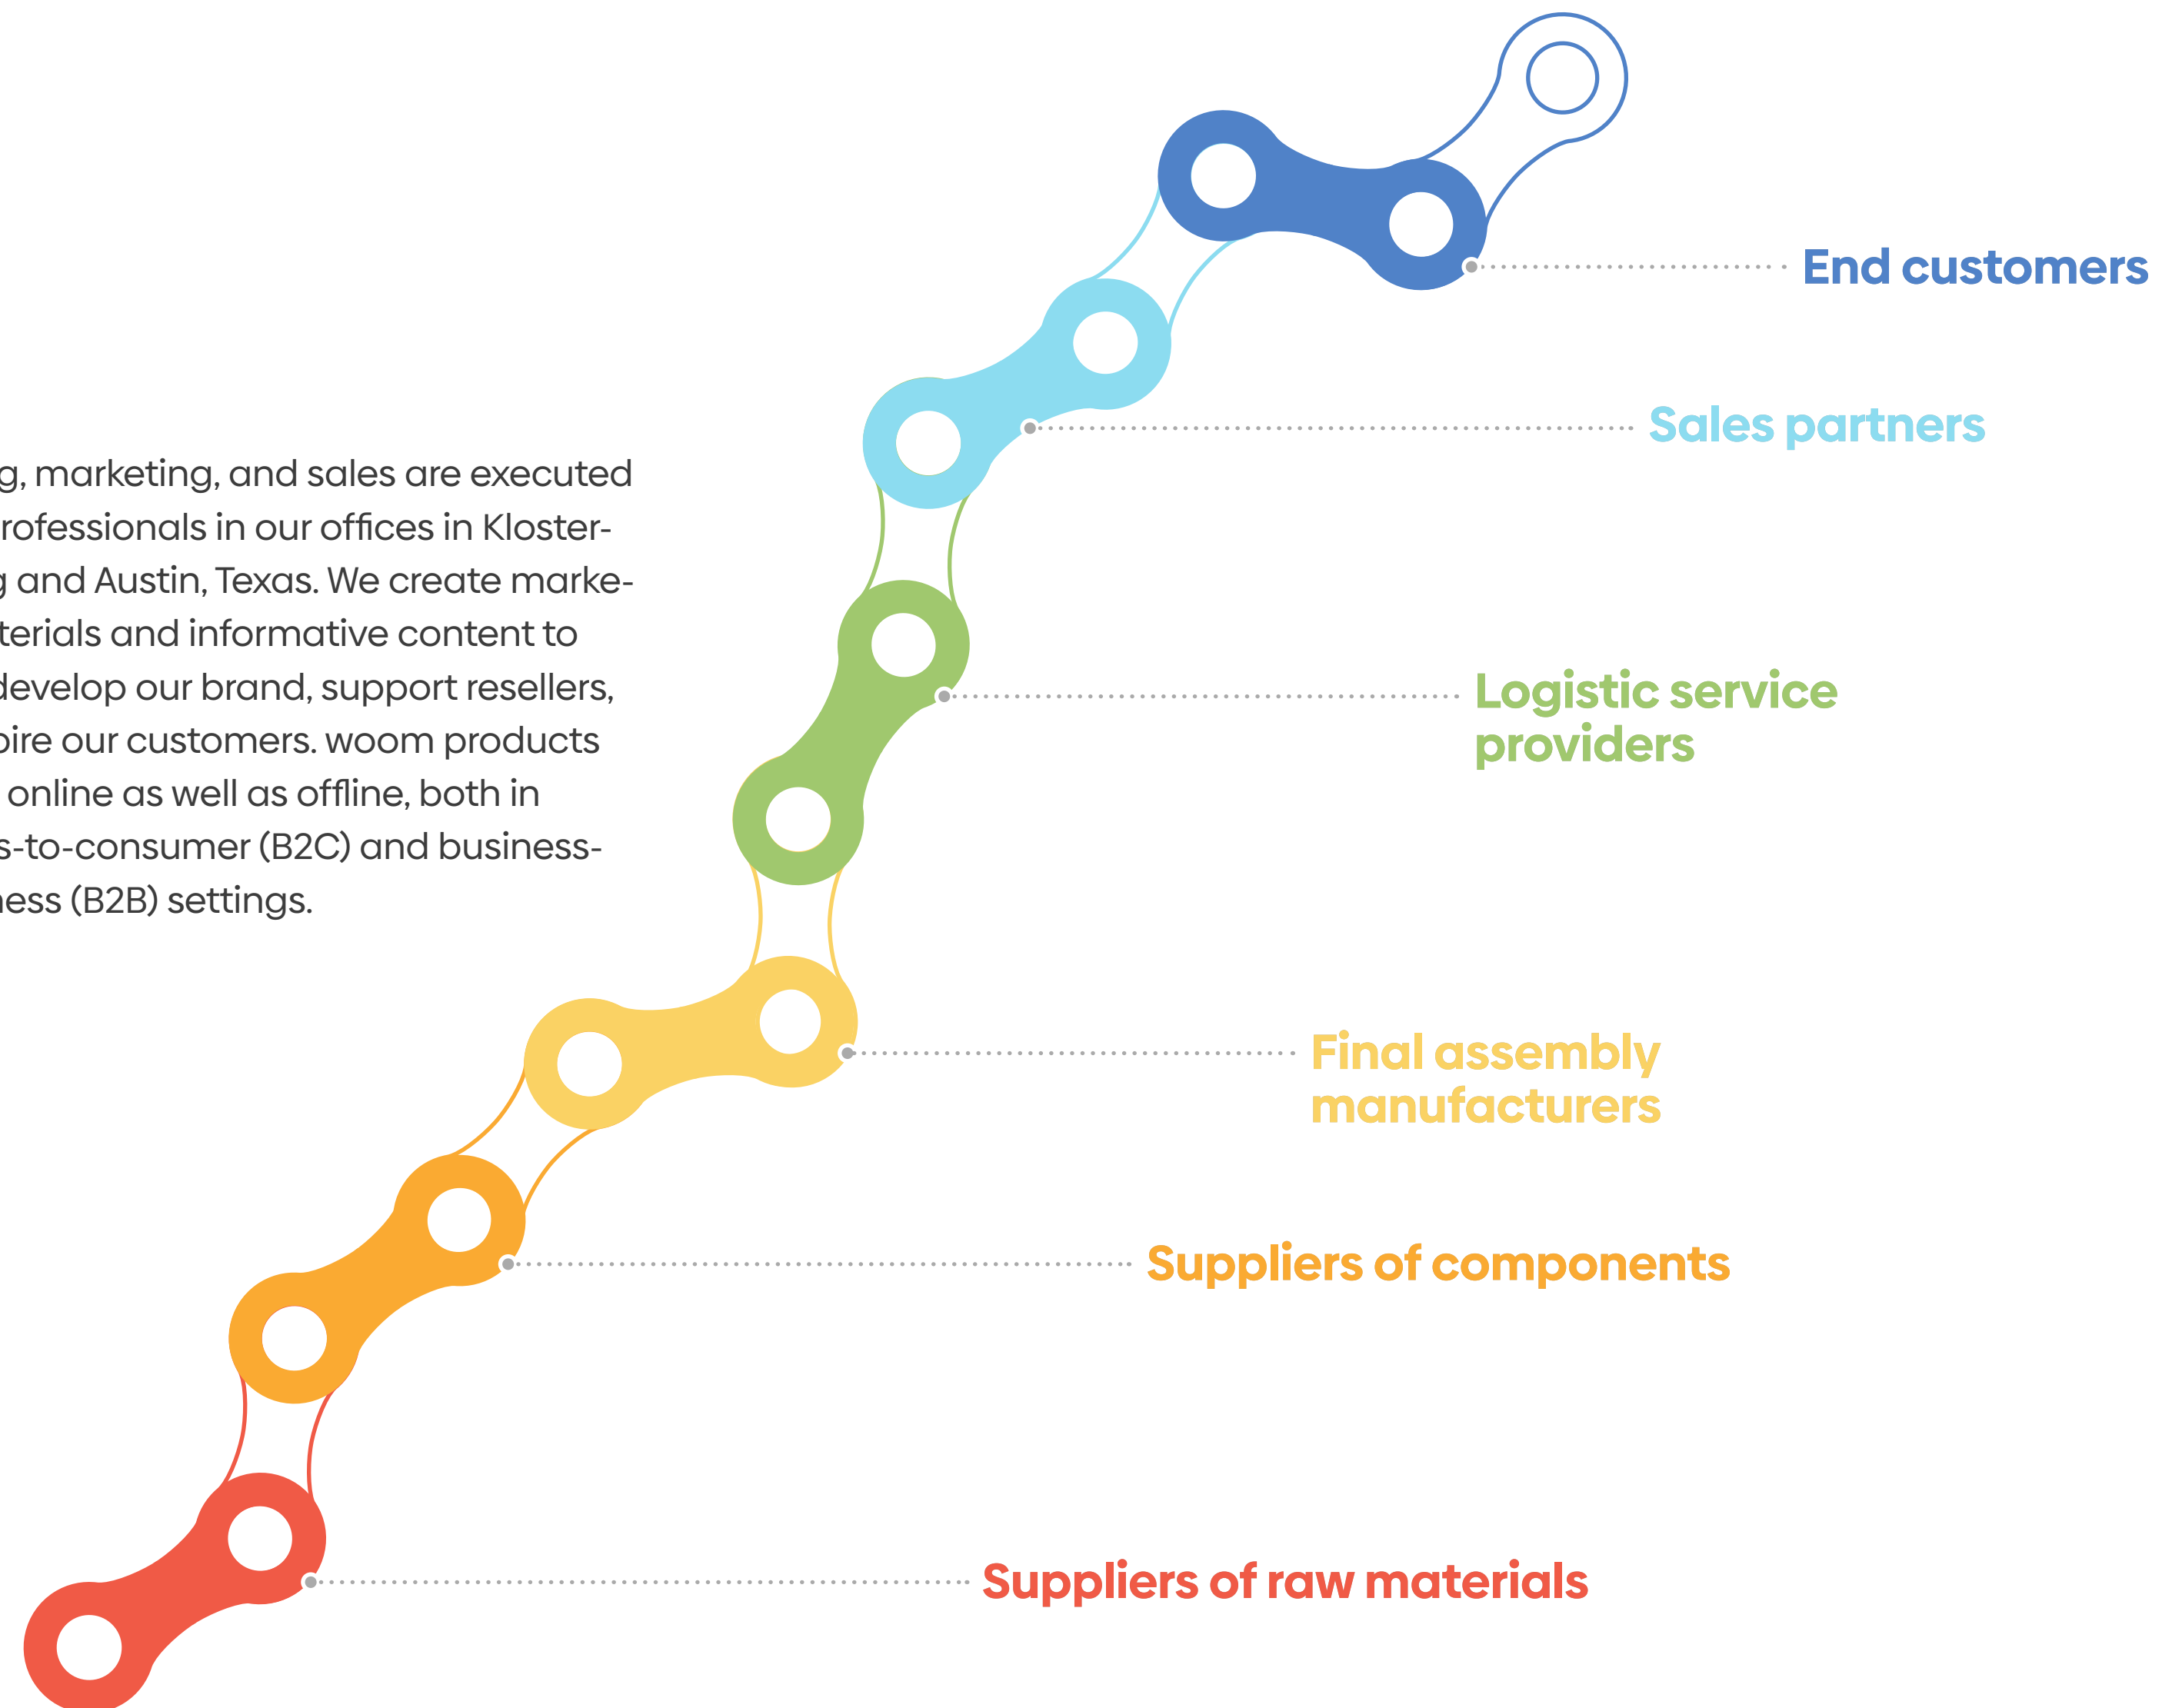 g, marketing, and sales are executed
rofessionals in our offices in Kloster-
g and Austin, Texas. We create marke-
terials and informative content to
develop our brand, support resellers,
pire our customers. woom products
online as well as offline, both in
s-to-consumer (B2C) and business-
ness (B2B) settings.
End customers
Sales partners
Logistic service
providers
Final assembly
manufacturers
Suppliers of components
Suppliers of raw materials